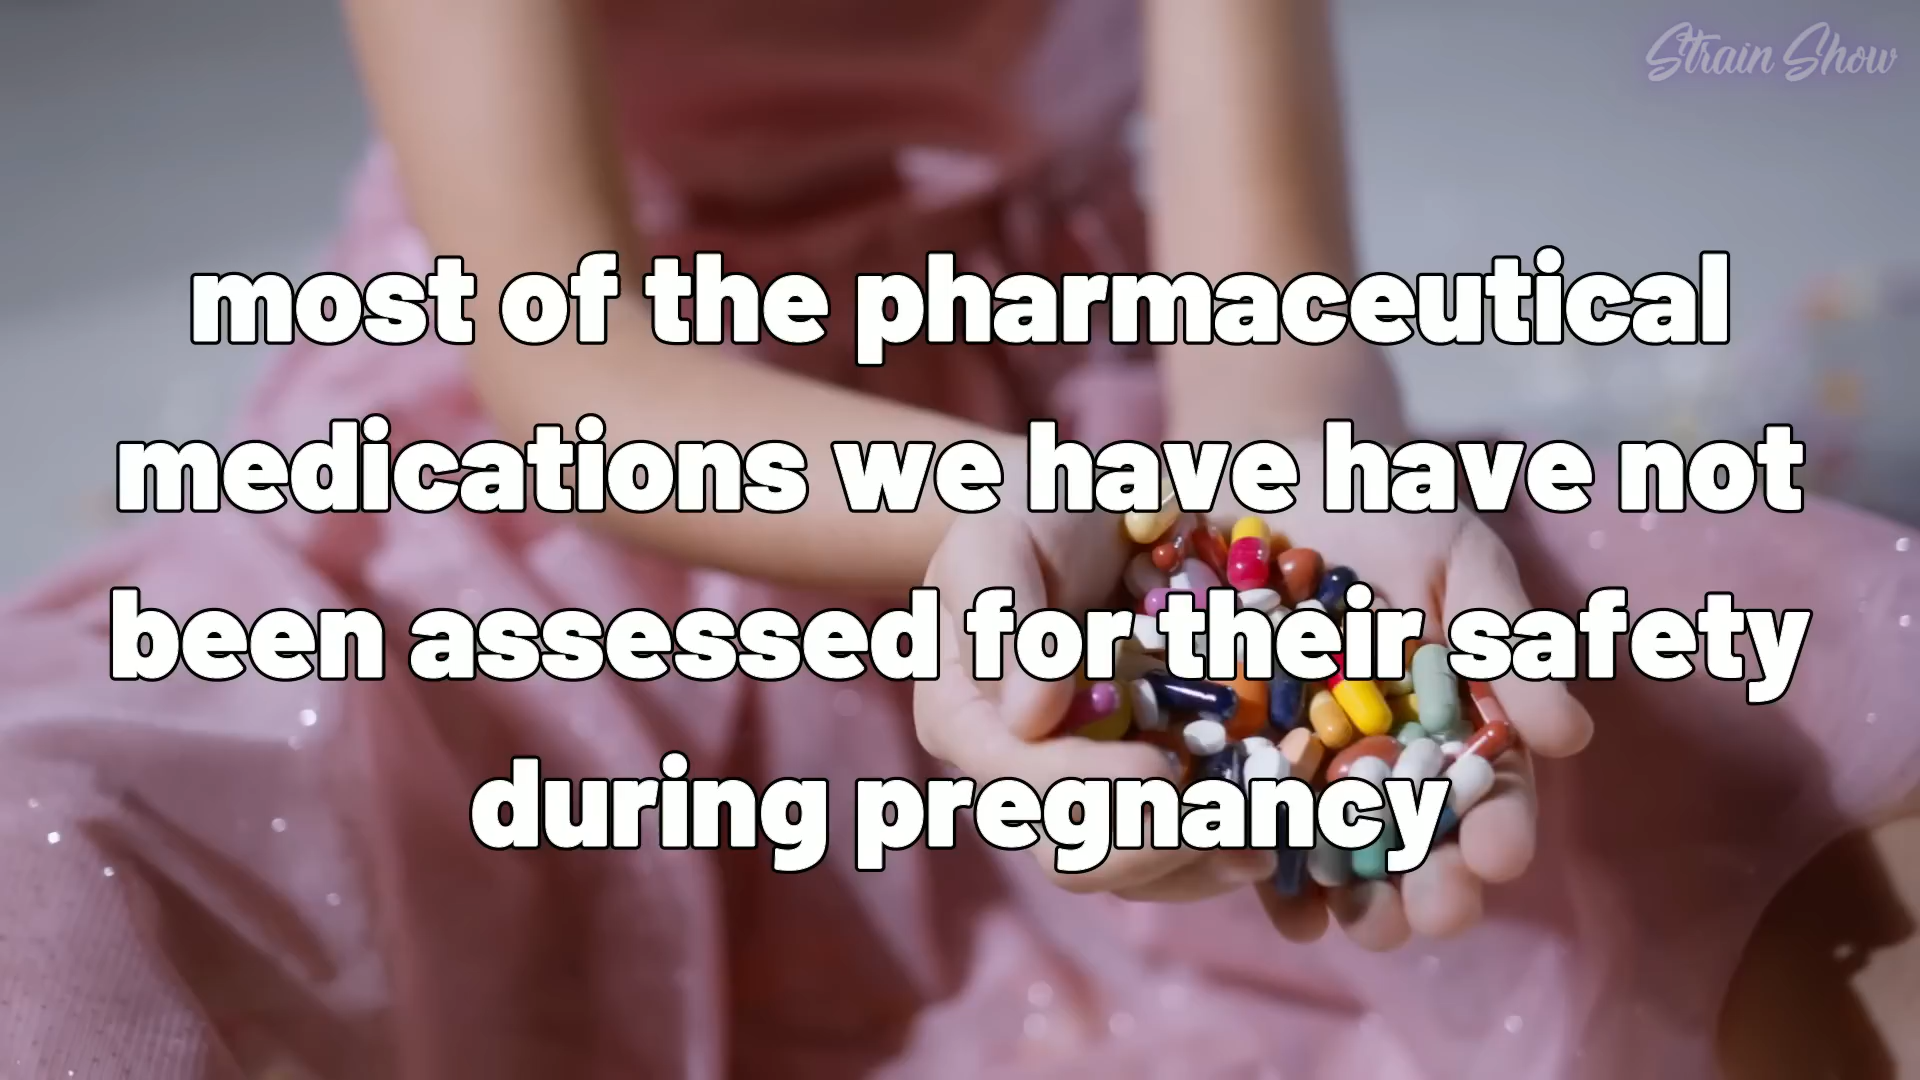 Strain Show
most of the pharmaceutical
medications we have have not
been assessed for their safety
during pregnancy